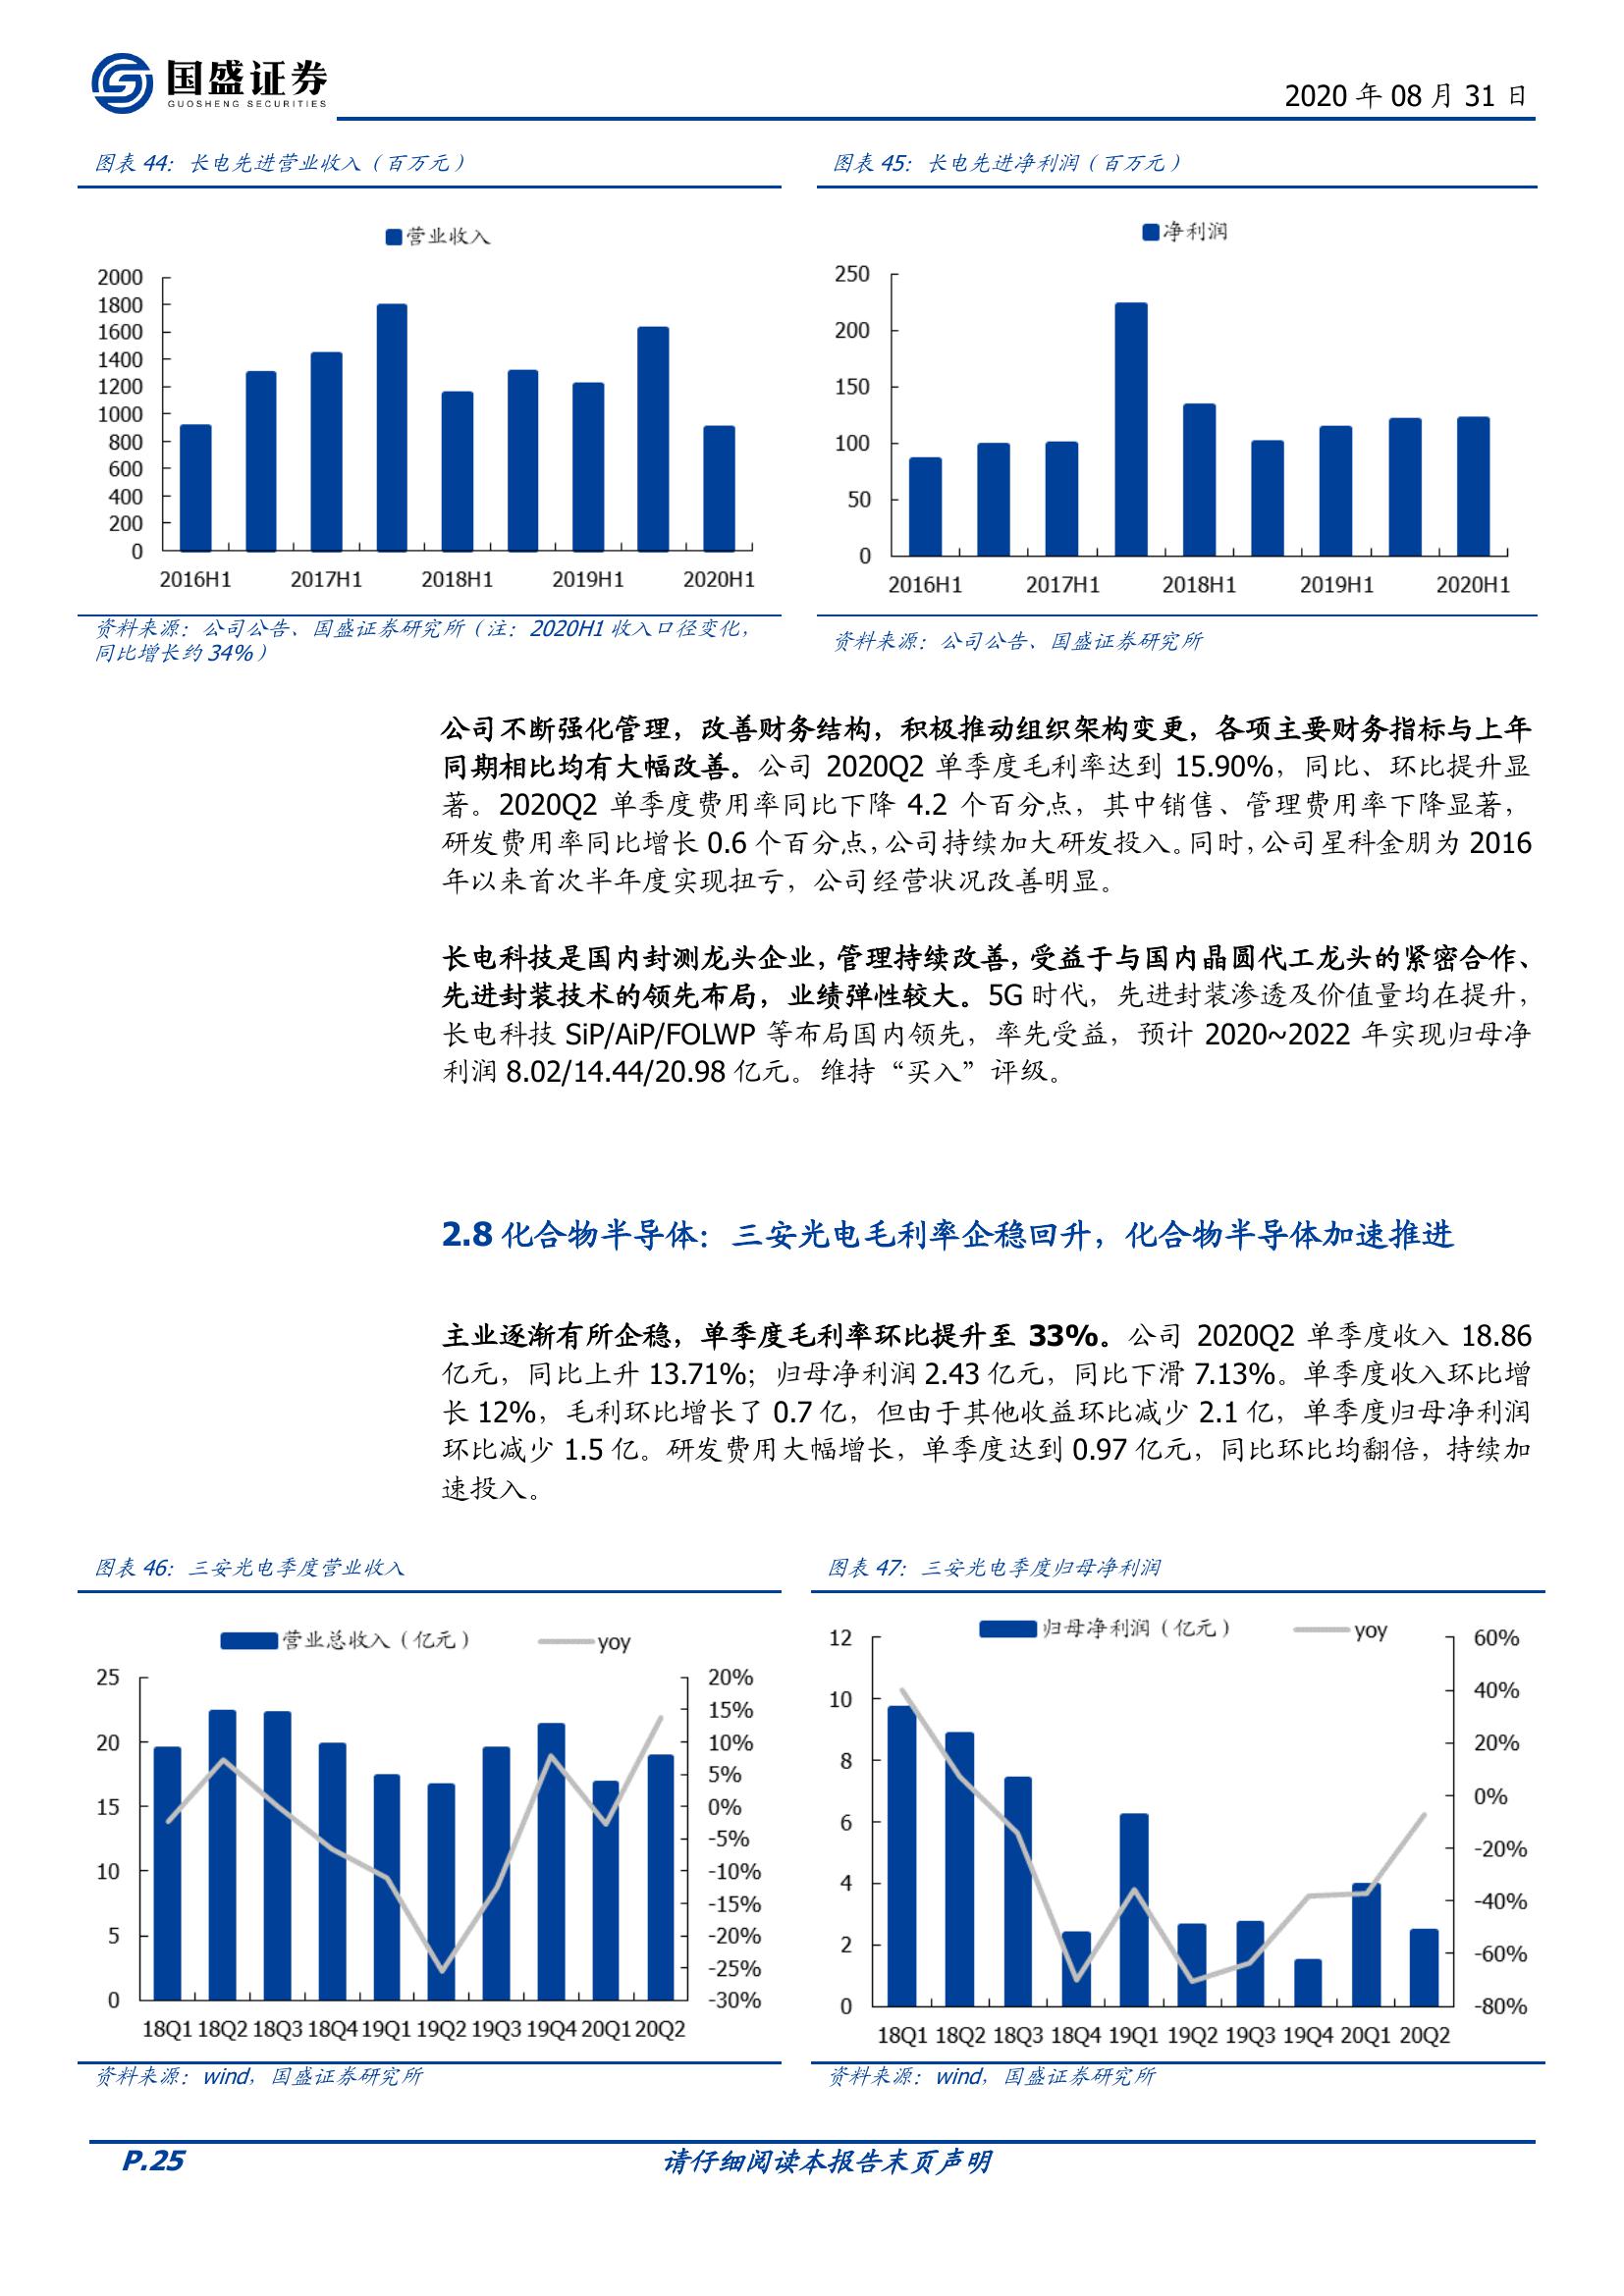 国盛证券
GUOSHENG SECURITIES
2020 年 08 月 31 日
图表 44：长电先进营业收入（百万元）
营业收入
2000
1800
1600
1400
1200
1000
800
600
400
200
0
2016H1 2017H1 2018H1 2019H1 2020H1
资料来源：公司公告、国盛证券研究所（注：2020H1 收入口径变化，
同比增长约 34%）
图表 45：长电先进净利润（百万元）
净利润
250
200
150
100
50
0
2016H1 2017H1 2018H1 2019H1 2020H1
资料来源：公司公告、国盛证券研究所
公司不断强化管理，改善财务结构，积极推动组织架构变更，各项主要财务指标与上年
同期相比均有大幅改善。公司 2020Q2 单季度毛利率达到 15.90%，同比、环比提升显
著。2020Q2 单季度费用率同比下降 4.2 个百分点，其中销售、管理费用率下降显著，
研发费用率同比增长 0.6 个百分点，公司持续加大研发投入。同时，公司星科金朋为 2016
年以来首次半年度实现扭亏，公司经营状况改善明显。
长电科技是国内封测龙头企业，管理持续改善，受益于与国内晶圆代工龙头的紧密合作、
先进封装技术的领先布局，业绩弹性较大。5G 时代，先进封装渗透及价值量均在提升，
长电科技 SiP/AiP/FOLWP 等布局国内领先，率先受益，预计 2020~2022 年实现归母净
利润 8.02/14.44/20.98 亿元。维持“买入”评级。
2.8 化合物半导体：三安光电毛利率企稳回升，化合物半导体加速推进
主业逐渐有所企稳，单季度毛利率环比提升至 33%。公司 2020Q2 单季度收入 18.86
亿元，同比上升 13.71%；归母净利润 2.43 亿元，同比下滑 7.13%。单季度收入环比增
长 12%，毛利环比增长了 0.7 亿，但由于其他收益环比减少 2.1 亿，单季度归母净利润
环比减少 1.5 亿。研发费用大幅增长，单季度达到 0.97 亿元，同比环比均翻倍，持续加
速投入。
图表 46：三安光电季度营业收入
营业总收入（亿元） yoy
25
20
15
10
5
0
20%
15%
10%
5%
0%
-5%
-10%
-15%
-20%
-25%
-30%
18Q1 18Q2 18Q3 18Q4 19Q1 19Q2 19Q3 19Q4 20Q1 20Q2
资料来源：wind，国盛证券研究所
图表 47：三安光电季度归母净利润
归母净利润（亿元） yoy
12
10
8
6
4
2
0
60%
40%
20%
0%
-20%
-40%
-60%
-80%
18Q1 18Q2 18Q3 18Q4 19Q1 19Q2 19Q3 19Q4 20Q1 20Q2
资料来源：wind，国盛证券研究所
P.25
请仔细阅读本报告末页声明